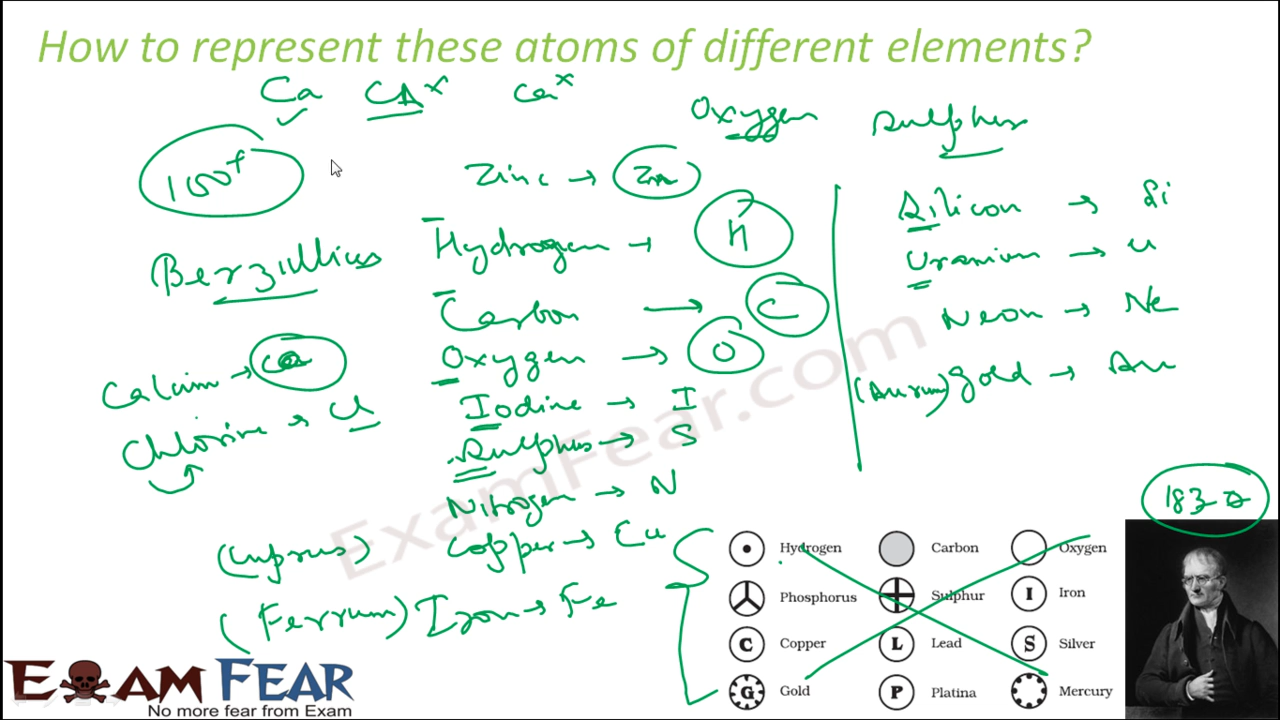 How to represent these atoms of different elements?
Ca CA x Ca x
Oxygen Sulphur
100+
Zinc → Zn
Hydrogen → H
Berzillius
Carbon → C
Calcium → Ca
Oxygen → O
Chlorine → Cl
Iodine → I
Sulphur → S
Nitrogen → N
(Cuprus) Copper → Cu
(Ferrum) Iron → Fe
Silicon → Si
Uranium → U
Neon → Ne
(Aurum) Gold → Au
ExamFear.com
Hydrogen Carbon Oxygen
Phosphorus Sulphur I Iron
C Copper L Lead S Silver
G Gold P Platina Mercury
EXAM FEAR
No more fear from Exam